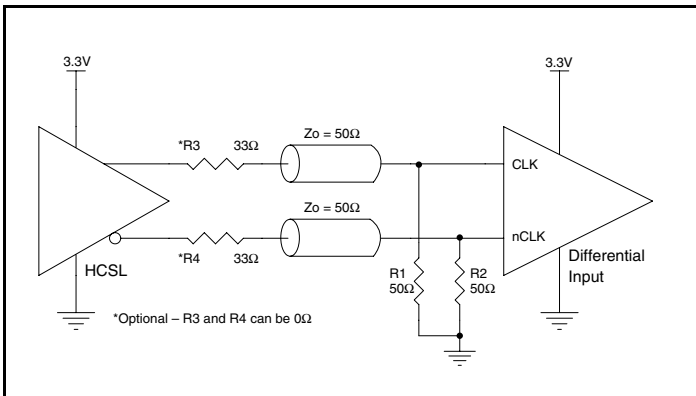 3.3V
3.3V
*R3 33Ω
Zo = 50Ω
CLK
Zo = 50Ω
nCLK
*R4 33Ω
HCSL
R1
50Ω
R2
50Ω
Differential
Input
*Optional – R3 and R4 can be 0Ω